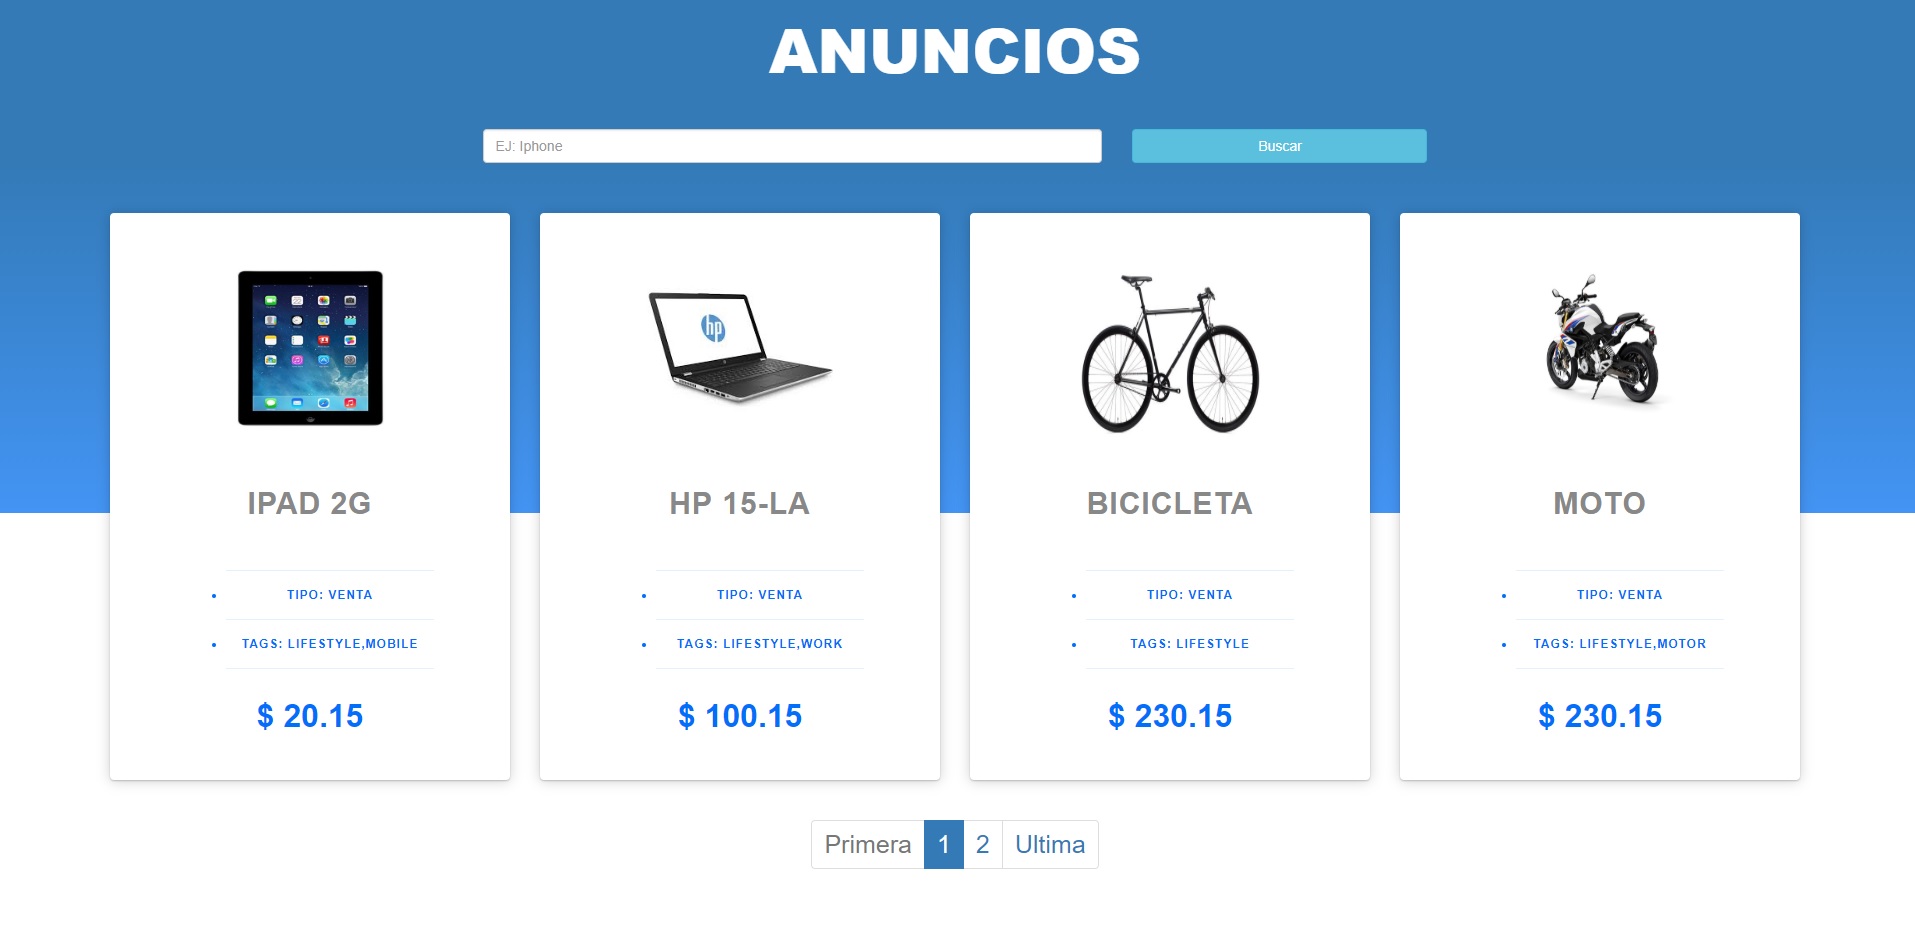 ANUNCIOS
EJ: Iphone
Buscar
hp
IPAD 2G
TIPO: VENTA
TAGS: LIFESTYLE,MOBILE
$ 20.15
HP 15-LA
TIPO: VENTA
TAGS: LIFESTYLE,WORK
$ 100.15
BICICLETA
TIPO: VENTA
TAGS: LIFESTYLE
$ 230.15
MOTO
TIPO: VENTA
TAGS: LIFESTYLE,MOTOR
$ 230.15
Primera 1 2 Ultima